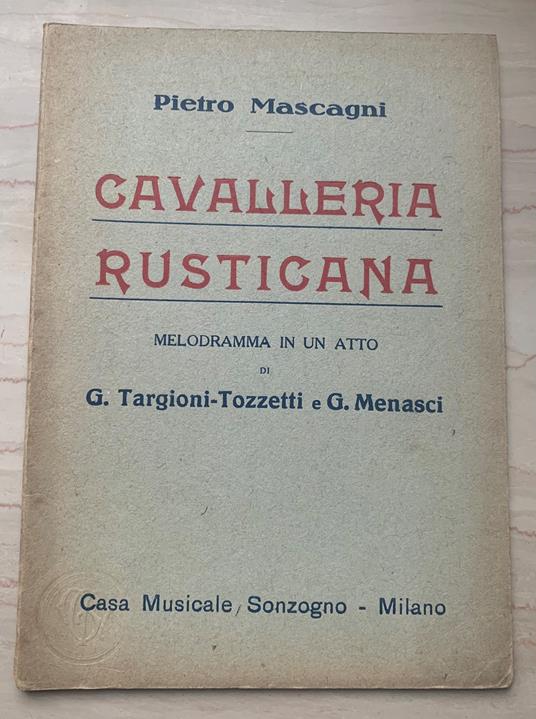 Pietro Mascagni
CAVALLERIA
RUSTICANA
MELODRAMMA IN UN ATTO
DI
G. Targioni-Tozzetti e G. Menasci
Casa Musicale Sonzogno - Milano